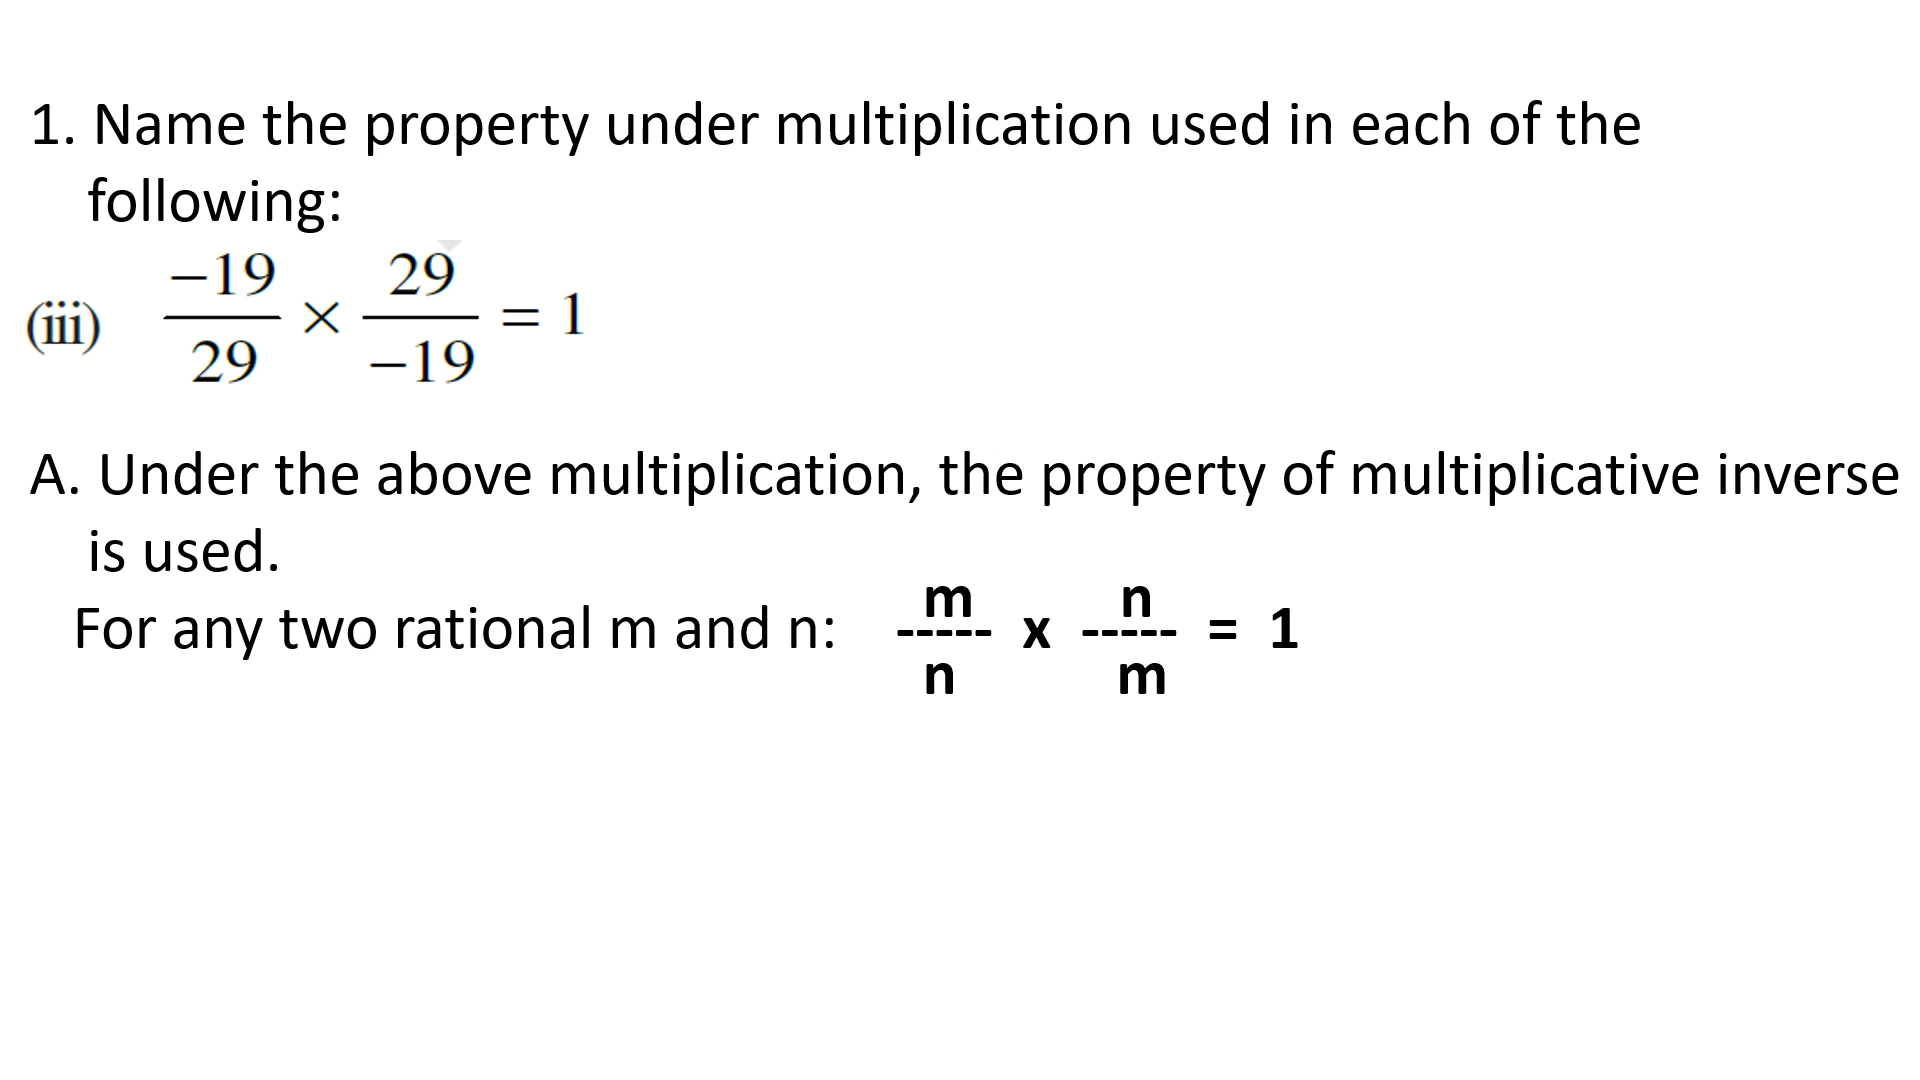 1. Name the property under multiplication used in each of the
following:
(iii) −19/29 × 29/−19 = 1
A. Under the above multiplication, the property of multiplicative inverse
is used.
For any two rational m and n: m/n x n/m = 1